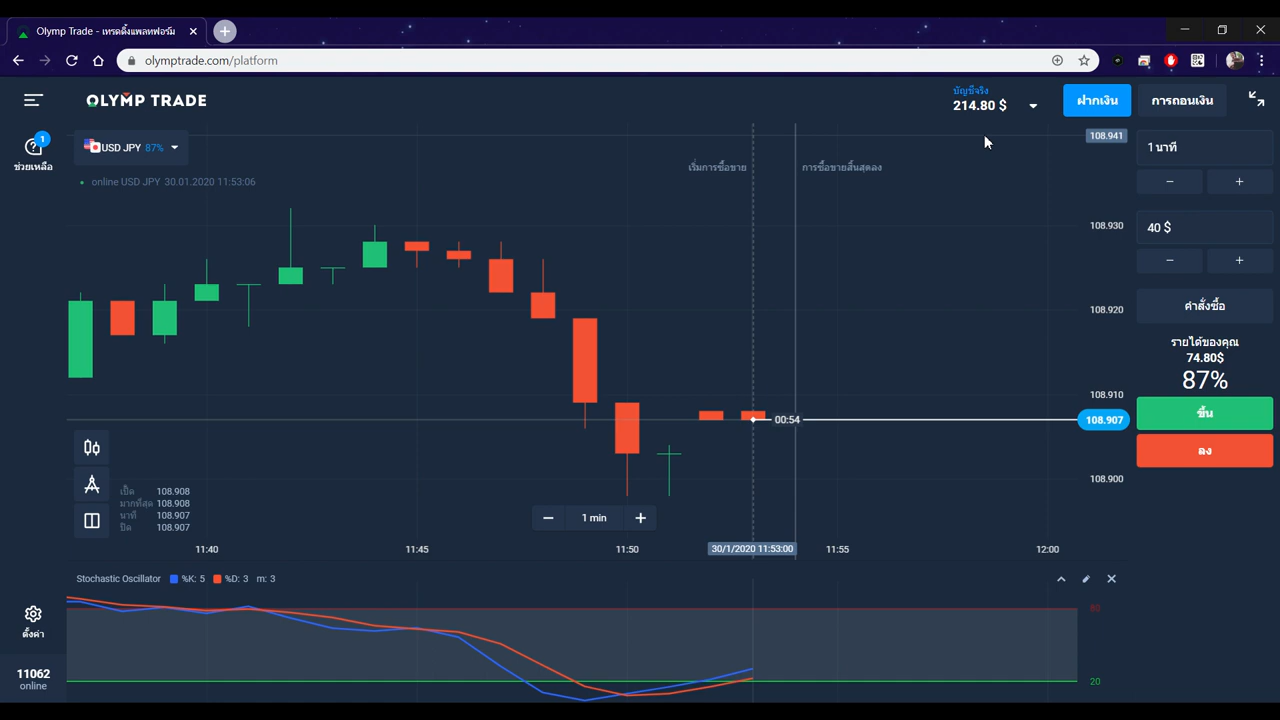 Olymp Trade - เทรดดิ้งแพลทฟอร์ม
olymptrade.com/platform
OLYMP TRADE
บัญชีจริง
214.80 $
ฝากเงิน
การถอนเงิน
1
ช่วยเหลือ
USD JPY 87%
online USD JPY 30.01.2020 11:53:06
เริ่มการซื้อขาย
การซื้อขายสิ้นสุดลง
108.941
108.930
108.920
108.910
108.907
108.900
00:54
1 นาที
− +
40 $
− +
คำสั่งซื้อ
รายได้ของคุณ
74.80$
87%
ขึ้น
ลง
เปิด 108.908
มากที่สุด 108.908
นาที 108.907
ปิด 108.907
− 1 min +
11:40 11:45 11:50 30/1/2020 11:53:00 11:55 12:00
Stochastic Oscillator %K: 5 %D: 3 m: 3
80
20
ตั้งค่า
11062
online